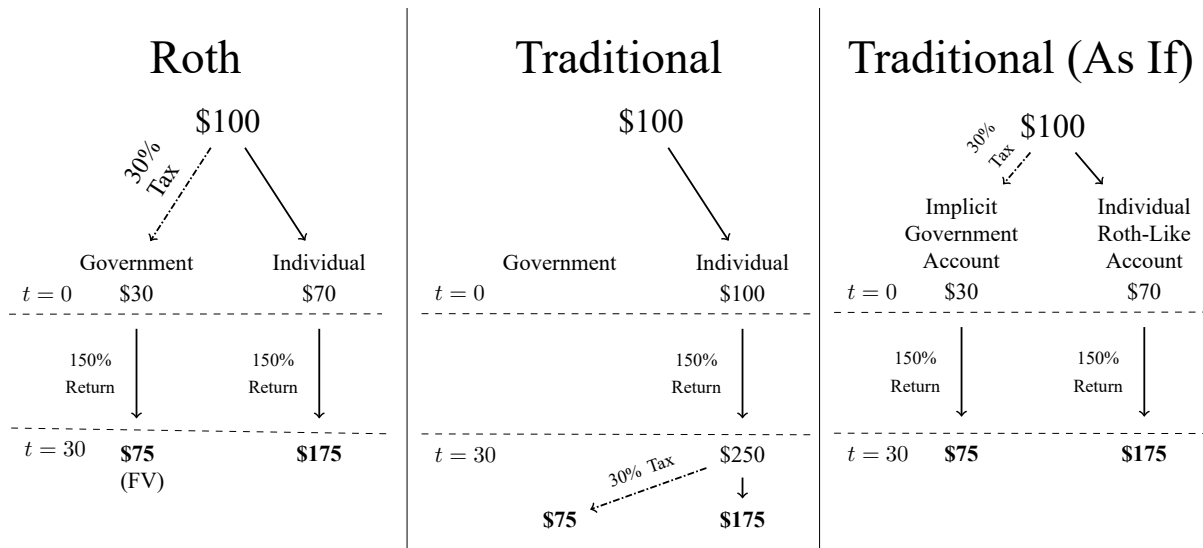 Roth
$100
30%
Tax
Government
Individual
t = 0
$30
$70
150%
Return
150%
Return
t = 30
$75
$175
(FV)
Traditional
$100
Government
Individual
t = 0
$100
150%
Return
t = 30
$250
30% Tax
$75
$175
Traditional (As If)
$100
30%
Tax
Implicit
Government
Account
Individual
Roth-Like
Account
t = 0
$30
$70
150%
Return
150%
Return
t = 30
$75
$175